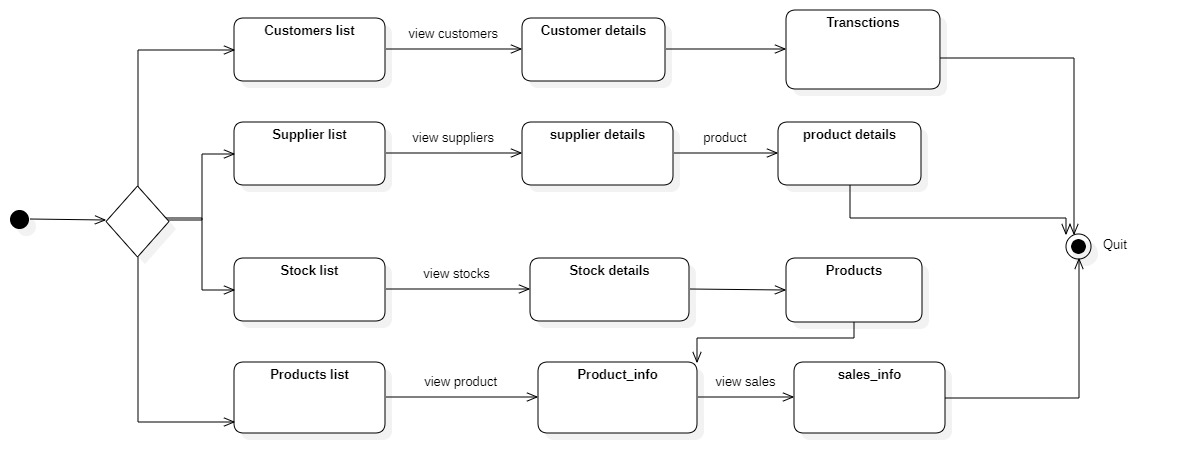 Customers list
view customers
Customer details
Transctions
Supplier list
view suppliers
supplier details
product
product details
Quit
Stock list
view stocks
Stock details
Products
Products list
view product
Product_info
view sales
sales_info